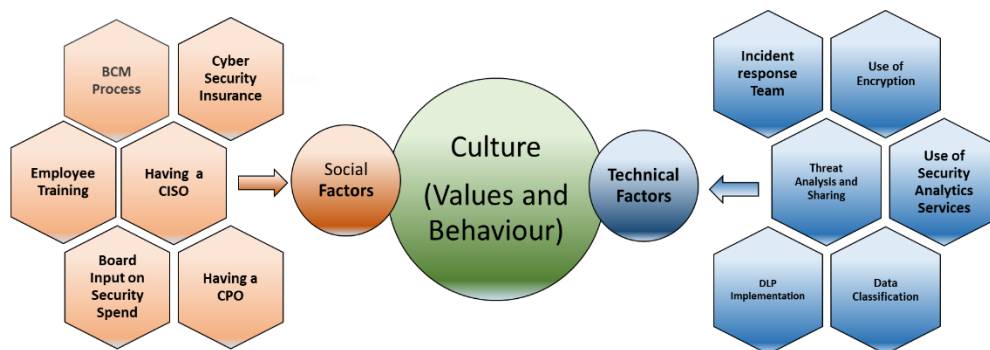 BCM
Process
Cyber
Security
Insurance
Employee
Training
Having a
CISO
Board
Input on
Security
Spend
Having a
CPO
Social
Factors
Culture
(Values and
Behaviour)
Technical
Factors
Incident
response
Team
Use of
Encryption
Threat
Analysis and
Sharing
Use of
Security
Analytics
Services
DLP
Implementation
Data
Classification